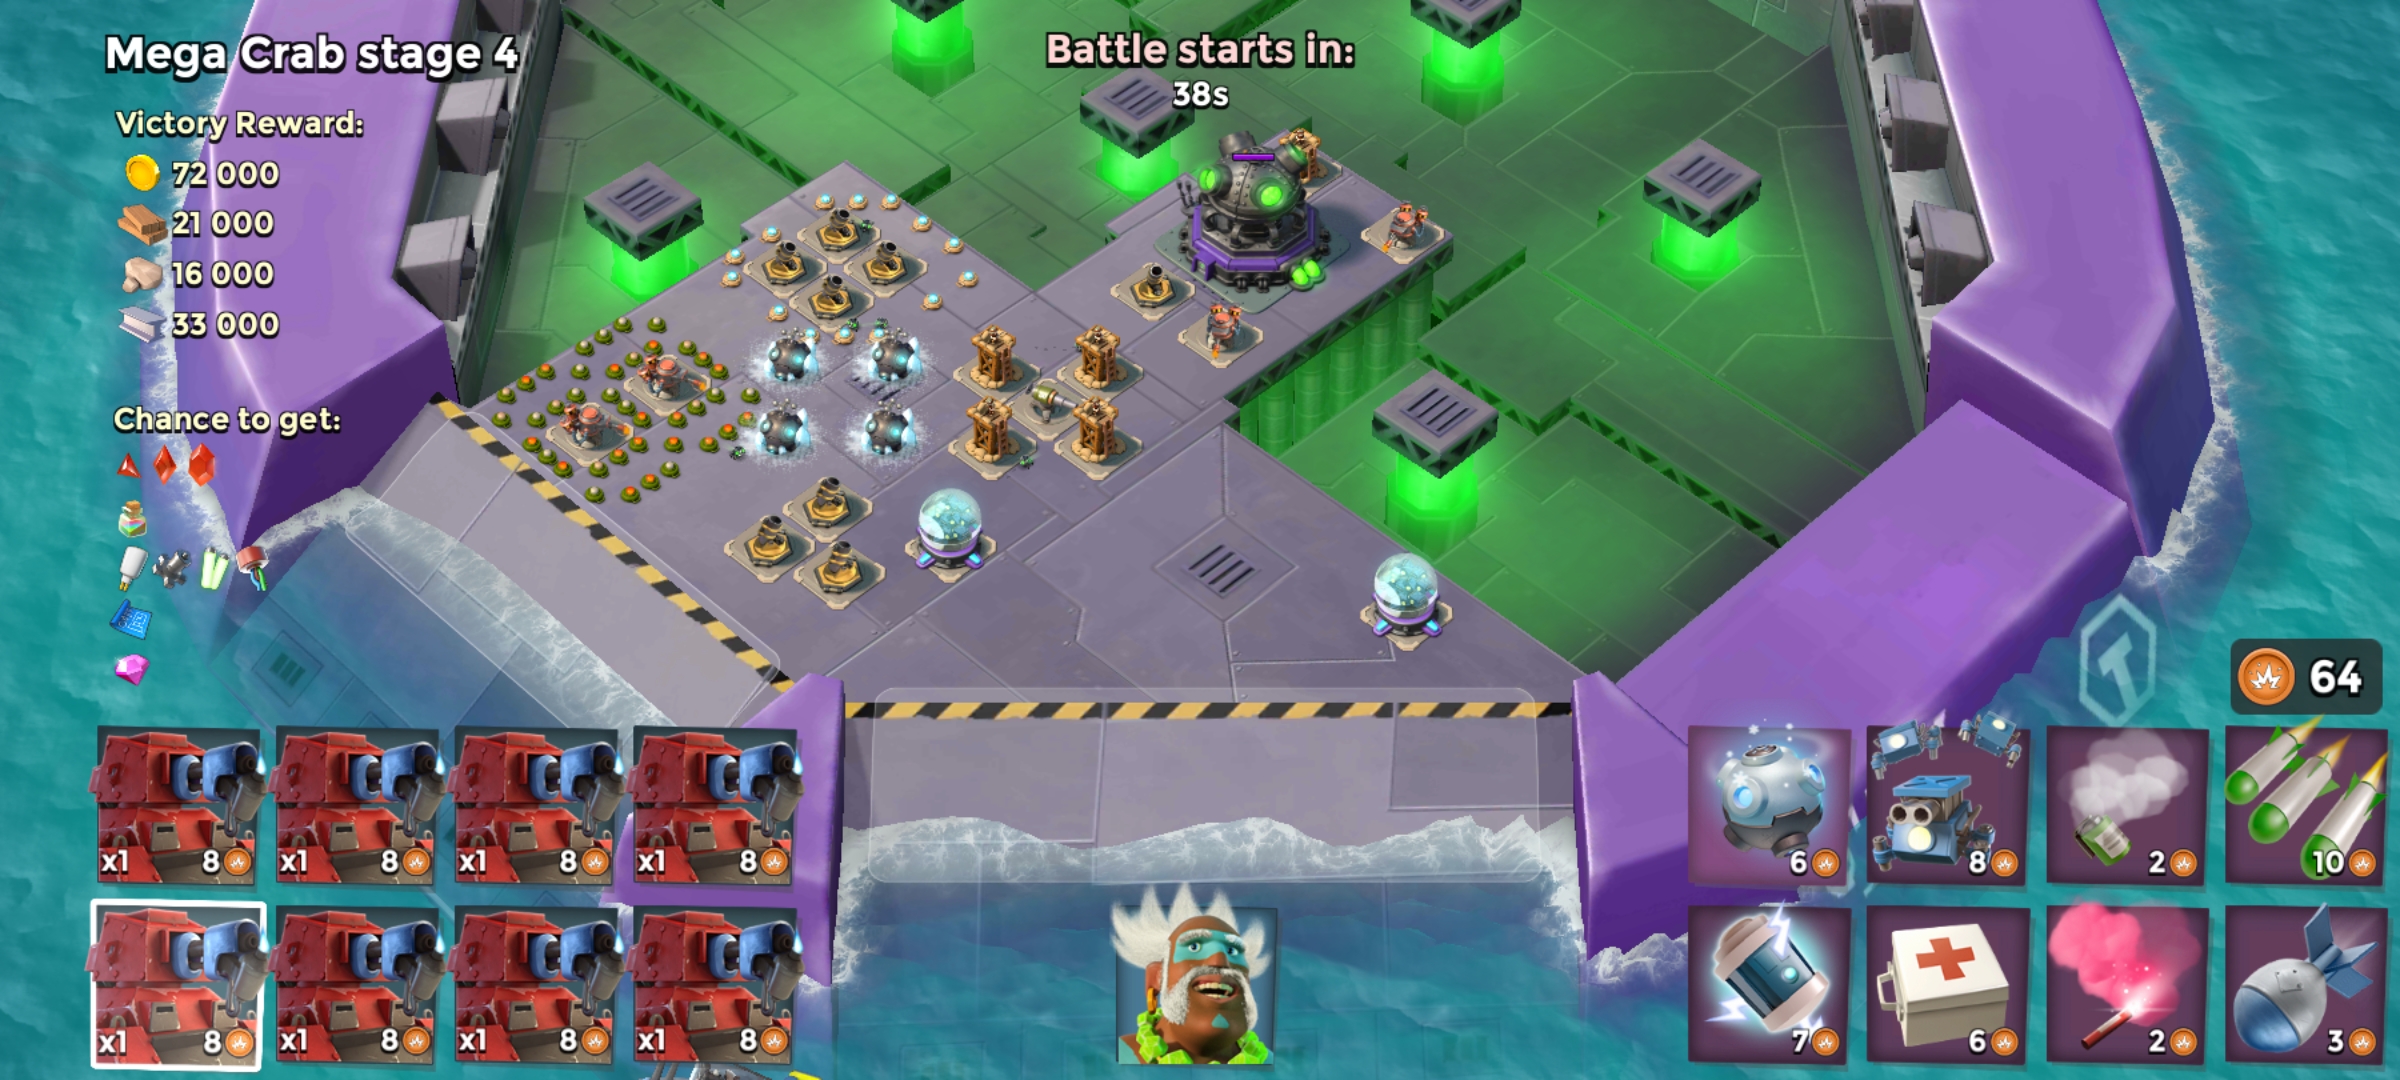 Mega Crab stage 4
Battle starts in:
38s
Victory Reward:
72 000
21 000
16 000
33 000
Chance to get:
64
x1 8
x1 8
x1 8
x1 8
6
8
2
10
x1 8
x1 8
x1 8
x1 8
7
6
2
3